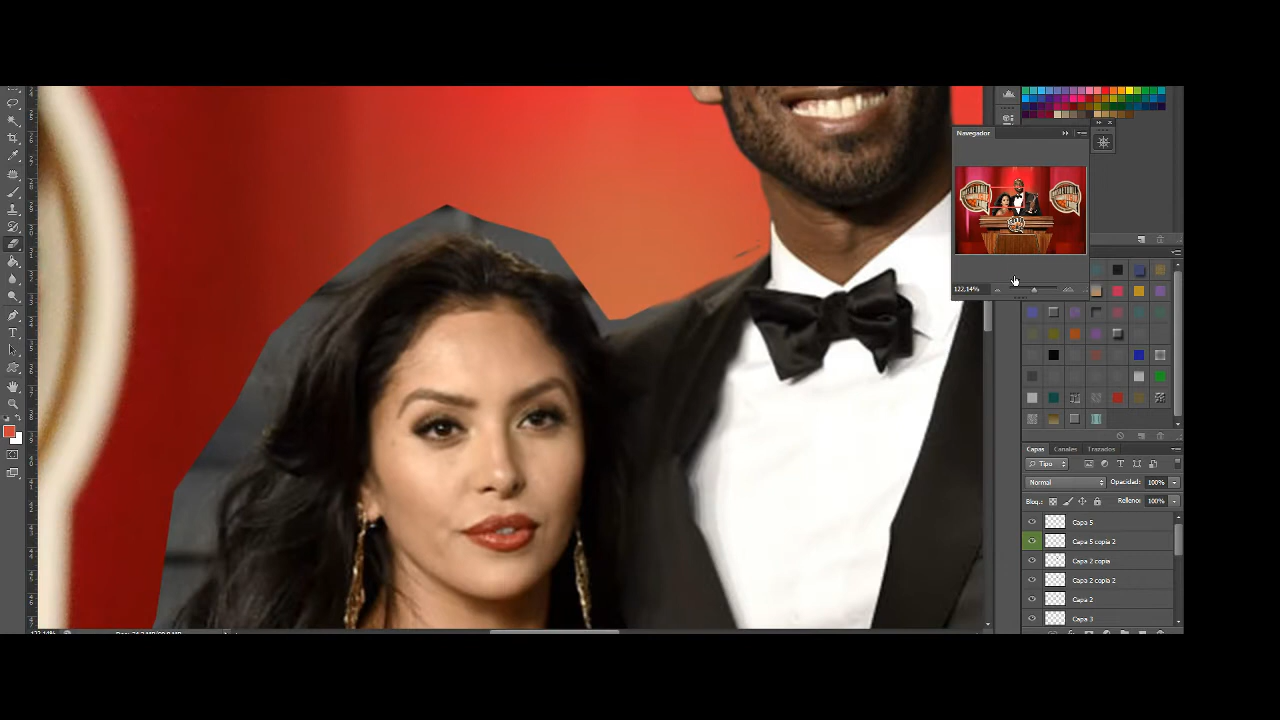 Navegador
122,14%
Capas Canales Trazados
Tipo
Normal Opacidad: 100%
Bloq.: Relleno: 100%
Capa 5
Capa 5 copia 2
Capa 2 copia
Capa 2 copia 2
Capa 2
Capa 3